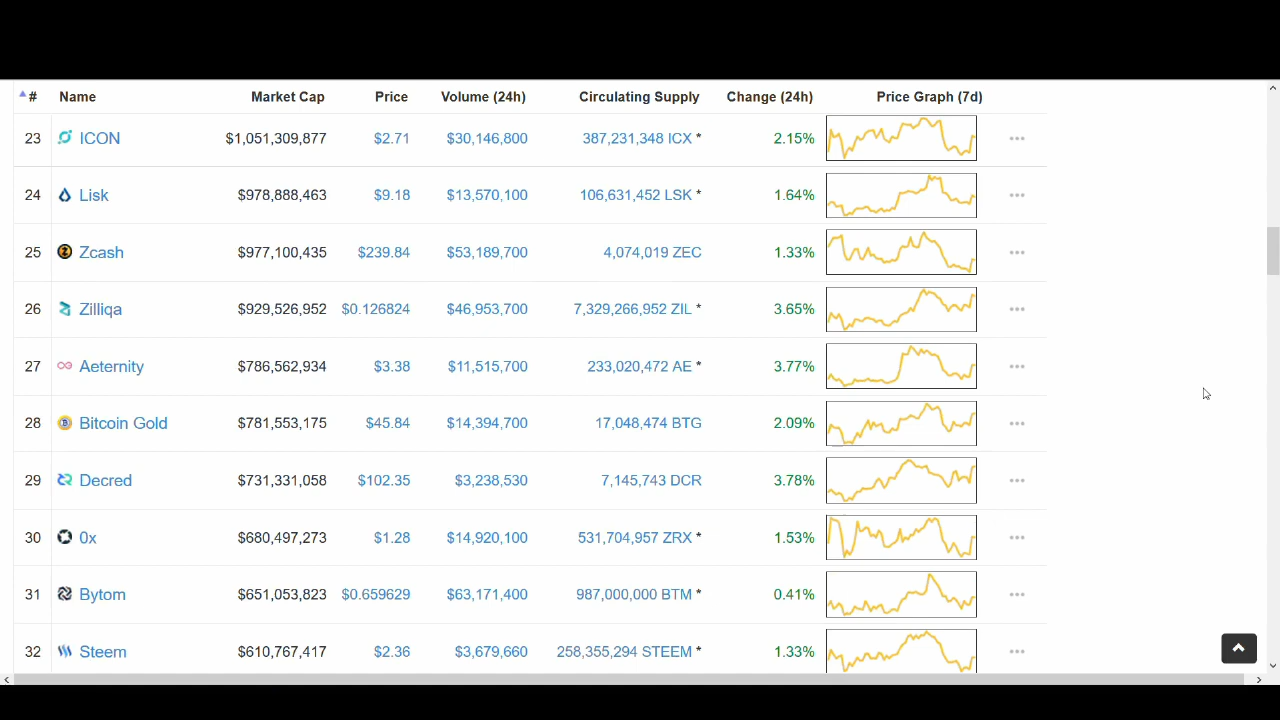 # Name Market Cap Price Volume (24h) Circulating Supply Change (24h) Price Graph (7d)
23 ICON $1,051,309,877 $2.71 $30,146,800 387,231,348 ICX * 2.15%
24 Lisk $978,888,463 $9.18 $13,570,100 106,631,452 LSK * 1.64%
25 Zcash $977,100,435 $239.84 $53,189,700 4,074,019 ZEC 1.33%
26 Zilliqa $929,526,952 $0.126824 $46,953,700 7,329,266,952 ZIL * 3.65%
27 Aeternity $786,562,934 $3.38 $11,515,700 233,020,472 AE * 3.77%
28 Bitcoin Gold $781,553,175 $45.84 $14,394,700 17,048,474 BTG 2.09%
29 Decred $731,331,058 $102.35 $3,238,530 7,145,743 DCR 3.78%
30 0x $680,497,273 $1.28 $14,920,100 531,704,957 ZRX * 1.53%
31 Bytom $651,053,823 $0.659629 $63,171,400 987,000,000 BTM * 0.41%
32 Steem $610,767,417 $2.36 $3,679,660 258,355,294 STEEM * 1.33%